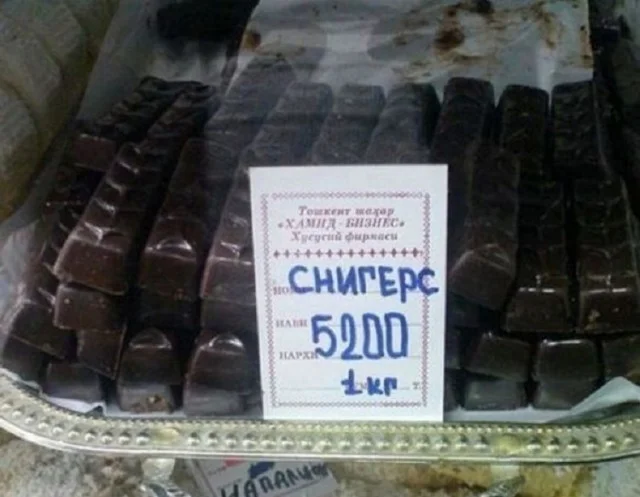 Тошкент шаҳар
«ХАМИД - БИЗНЕС»
Хусусий фирмаси
СНИГЕРС
НАВИ 5200
НАРХИ
1 кг Т.